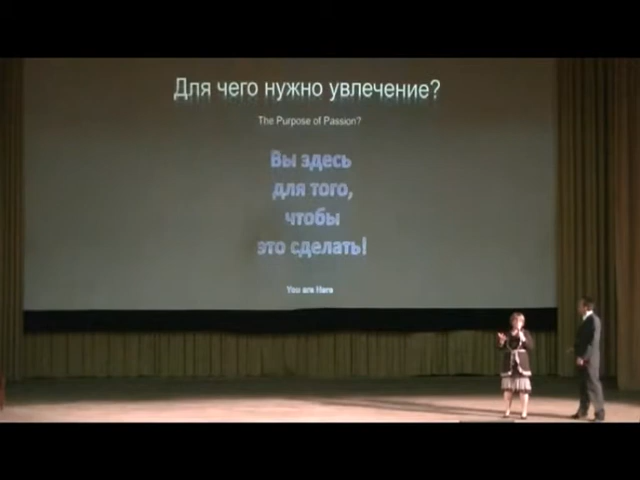 Для чего нужно увлечение?
The Purpose of Passion?
Вы здесь
для того,
чтобы
это сделать!
You are Here